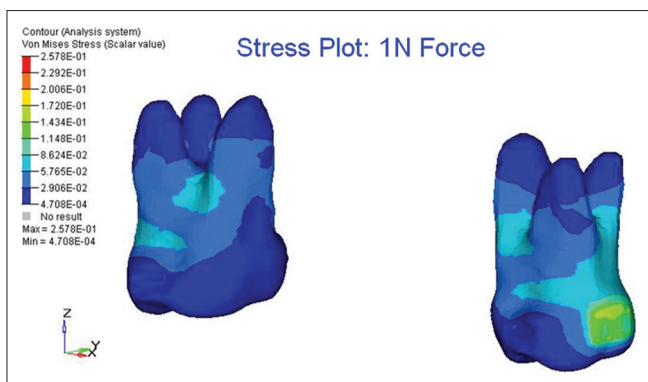 Contour (Analysis system)
Von Mises Stress (Scalar value)
Stress Plot: 1N Force
2.578E-01
2.292E-01
2.006E-01
1.720E-01
1.434E-01
1.148E-01
8.624E-02
5.765E-02
2.906E-02
4.708E-04
No result
Max = 2.578E-01
Min = 4.708E-04
Z
Y
X